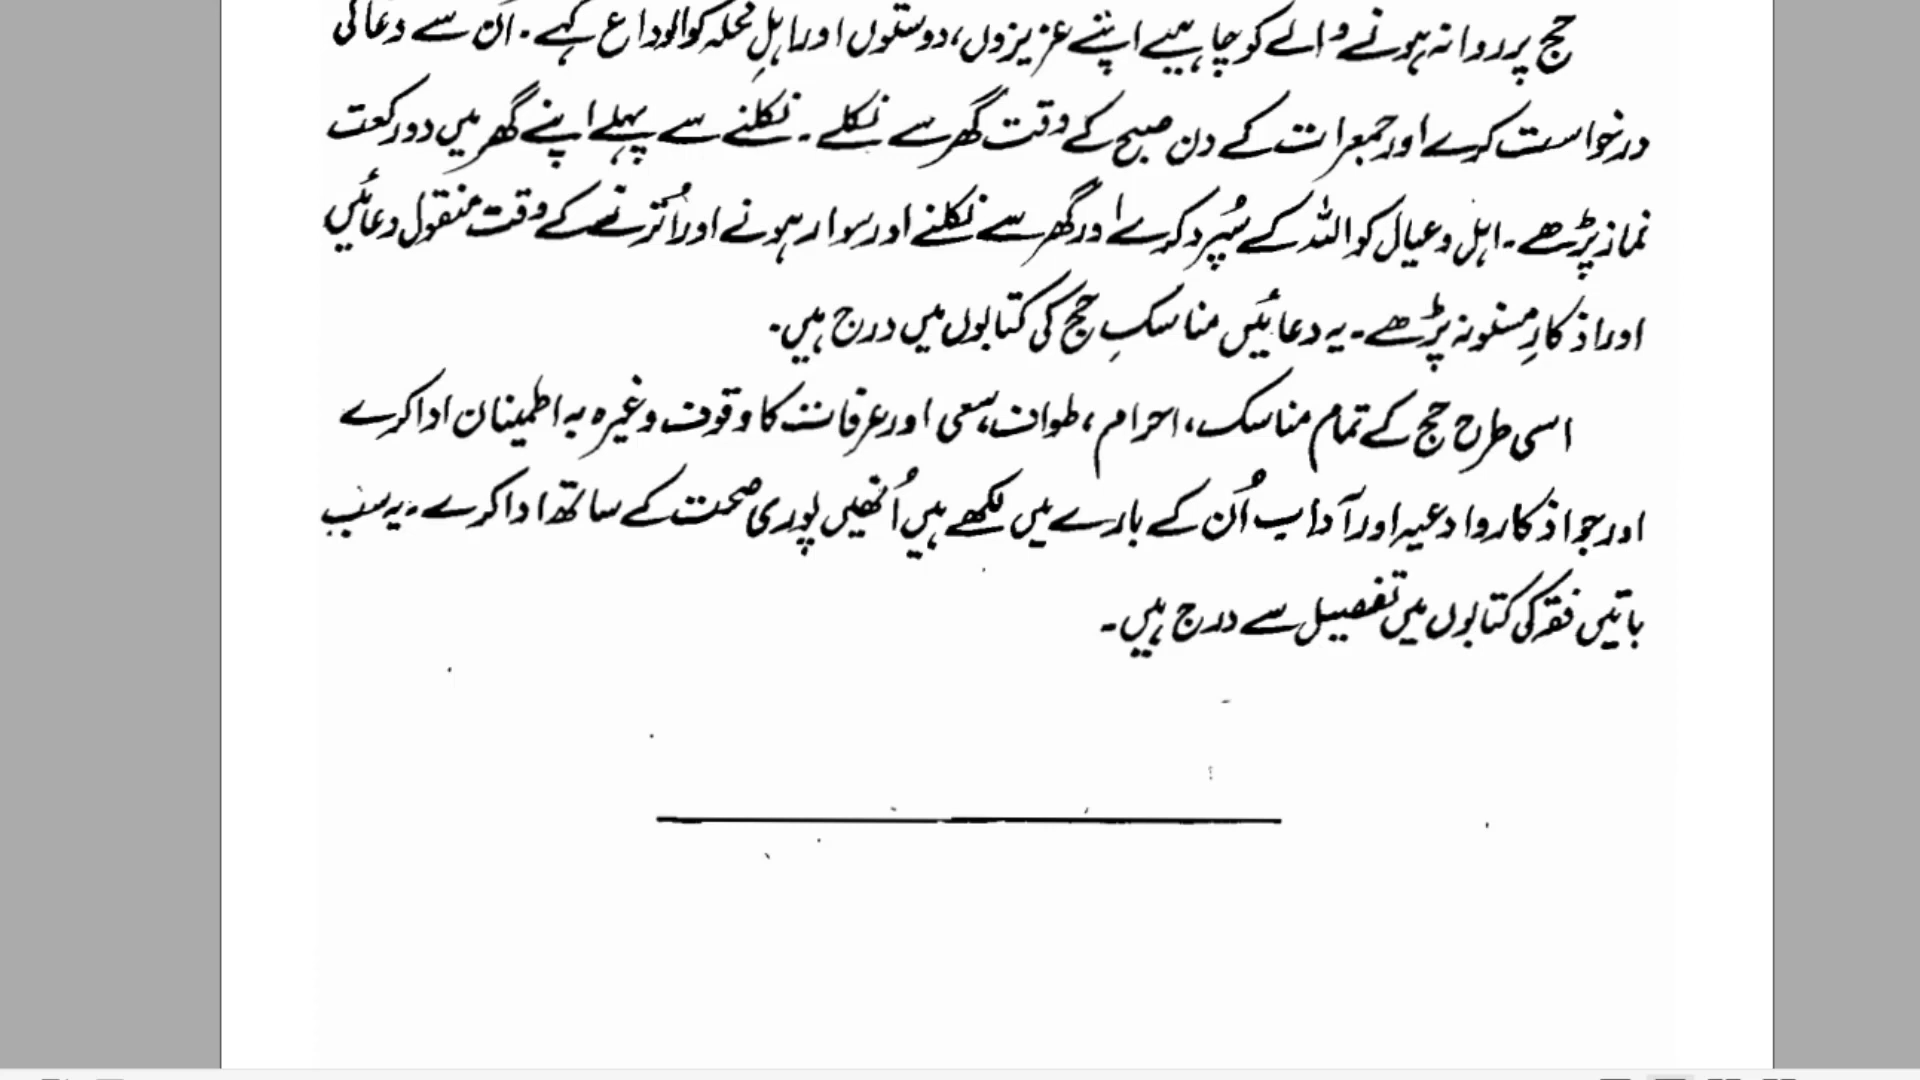 حج پر روانہ ہونے والے کو چاہیے اپنے عزیزوں، دوستوں اور اہلِ محلہ کو الوداع کہے۔ اُن سے دعا کی
درخواست کرے اور جمعرات کے دن صبح کے وقت گھر سے نکلے۔ نکلنے سے پہلے اپنے گھر میں دو رکعت
نماز پڑھے۔ اہل و عیال کو اللہ کے سُپرد کرے اور گھر سے نکلنے اور سوار ہونے اور اُترنے کے وقت منقول دعائیں
اور اذکارِ مسنونہ پڑھے۔ یہ دعائیں مناسکِ حج کی کتابوں میں درج ہیں۔
اسی طرح حج کے تمام مناسک، احرام، طواف، سعی اور عرفات کا وقوف وغیرہ بہ اطمینان ادا کرے
اور جو اذکار و ادعیہ اور آداب اُن کے بارے میں لکھے ہیں اُنھیں پوری صحت کے ساتھ ادا کرے۔ یہ سب
باتیں فقہ کی کتابوں میں تفصیل سے درج ہیں۔